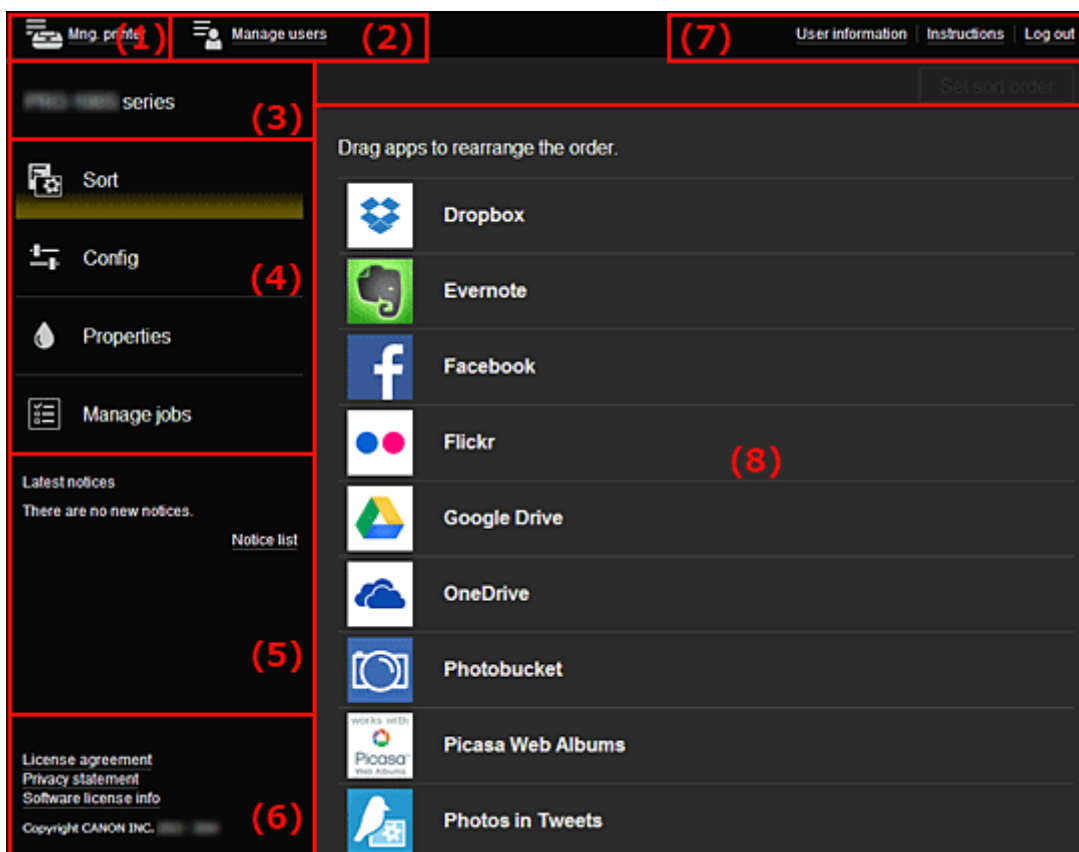 Mng. printer (1)
Manage users (2)
(7) User information Instructions Log out
series (3)
Set sort order
Sort
Config
(4)
Properties
Manage jobs
Latest notices
There are no new notices.
Notice list
(5)
License agreement
Privacy statement
Software license info
Copyright CANON INC.
(6)
Drag apps to rearrange the order.
Dropbox
Evernote
Facebook
Flickr
(8)
Google Drive
OneDrive
Photobucket
works with
Picasa
Web Albums
Picasa Web Albums
Photos in Tweets